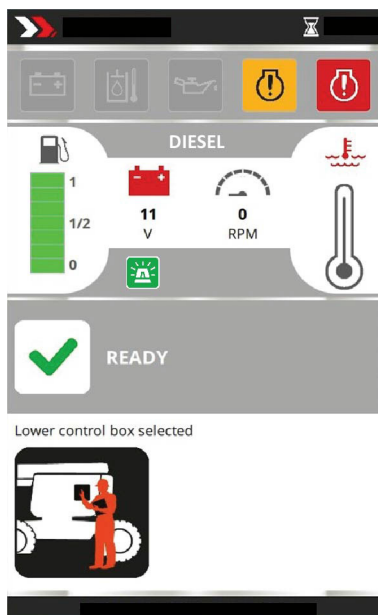 DIESEL
1
1/2
0
11
V
0
RPM
READY
Lower control box selected